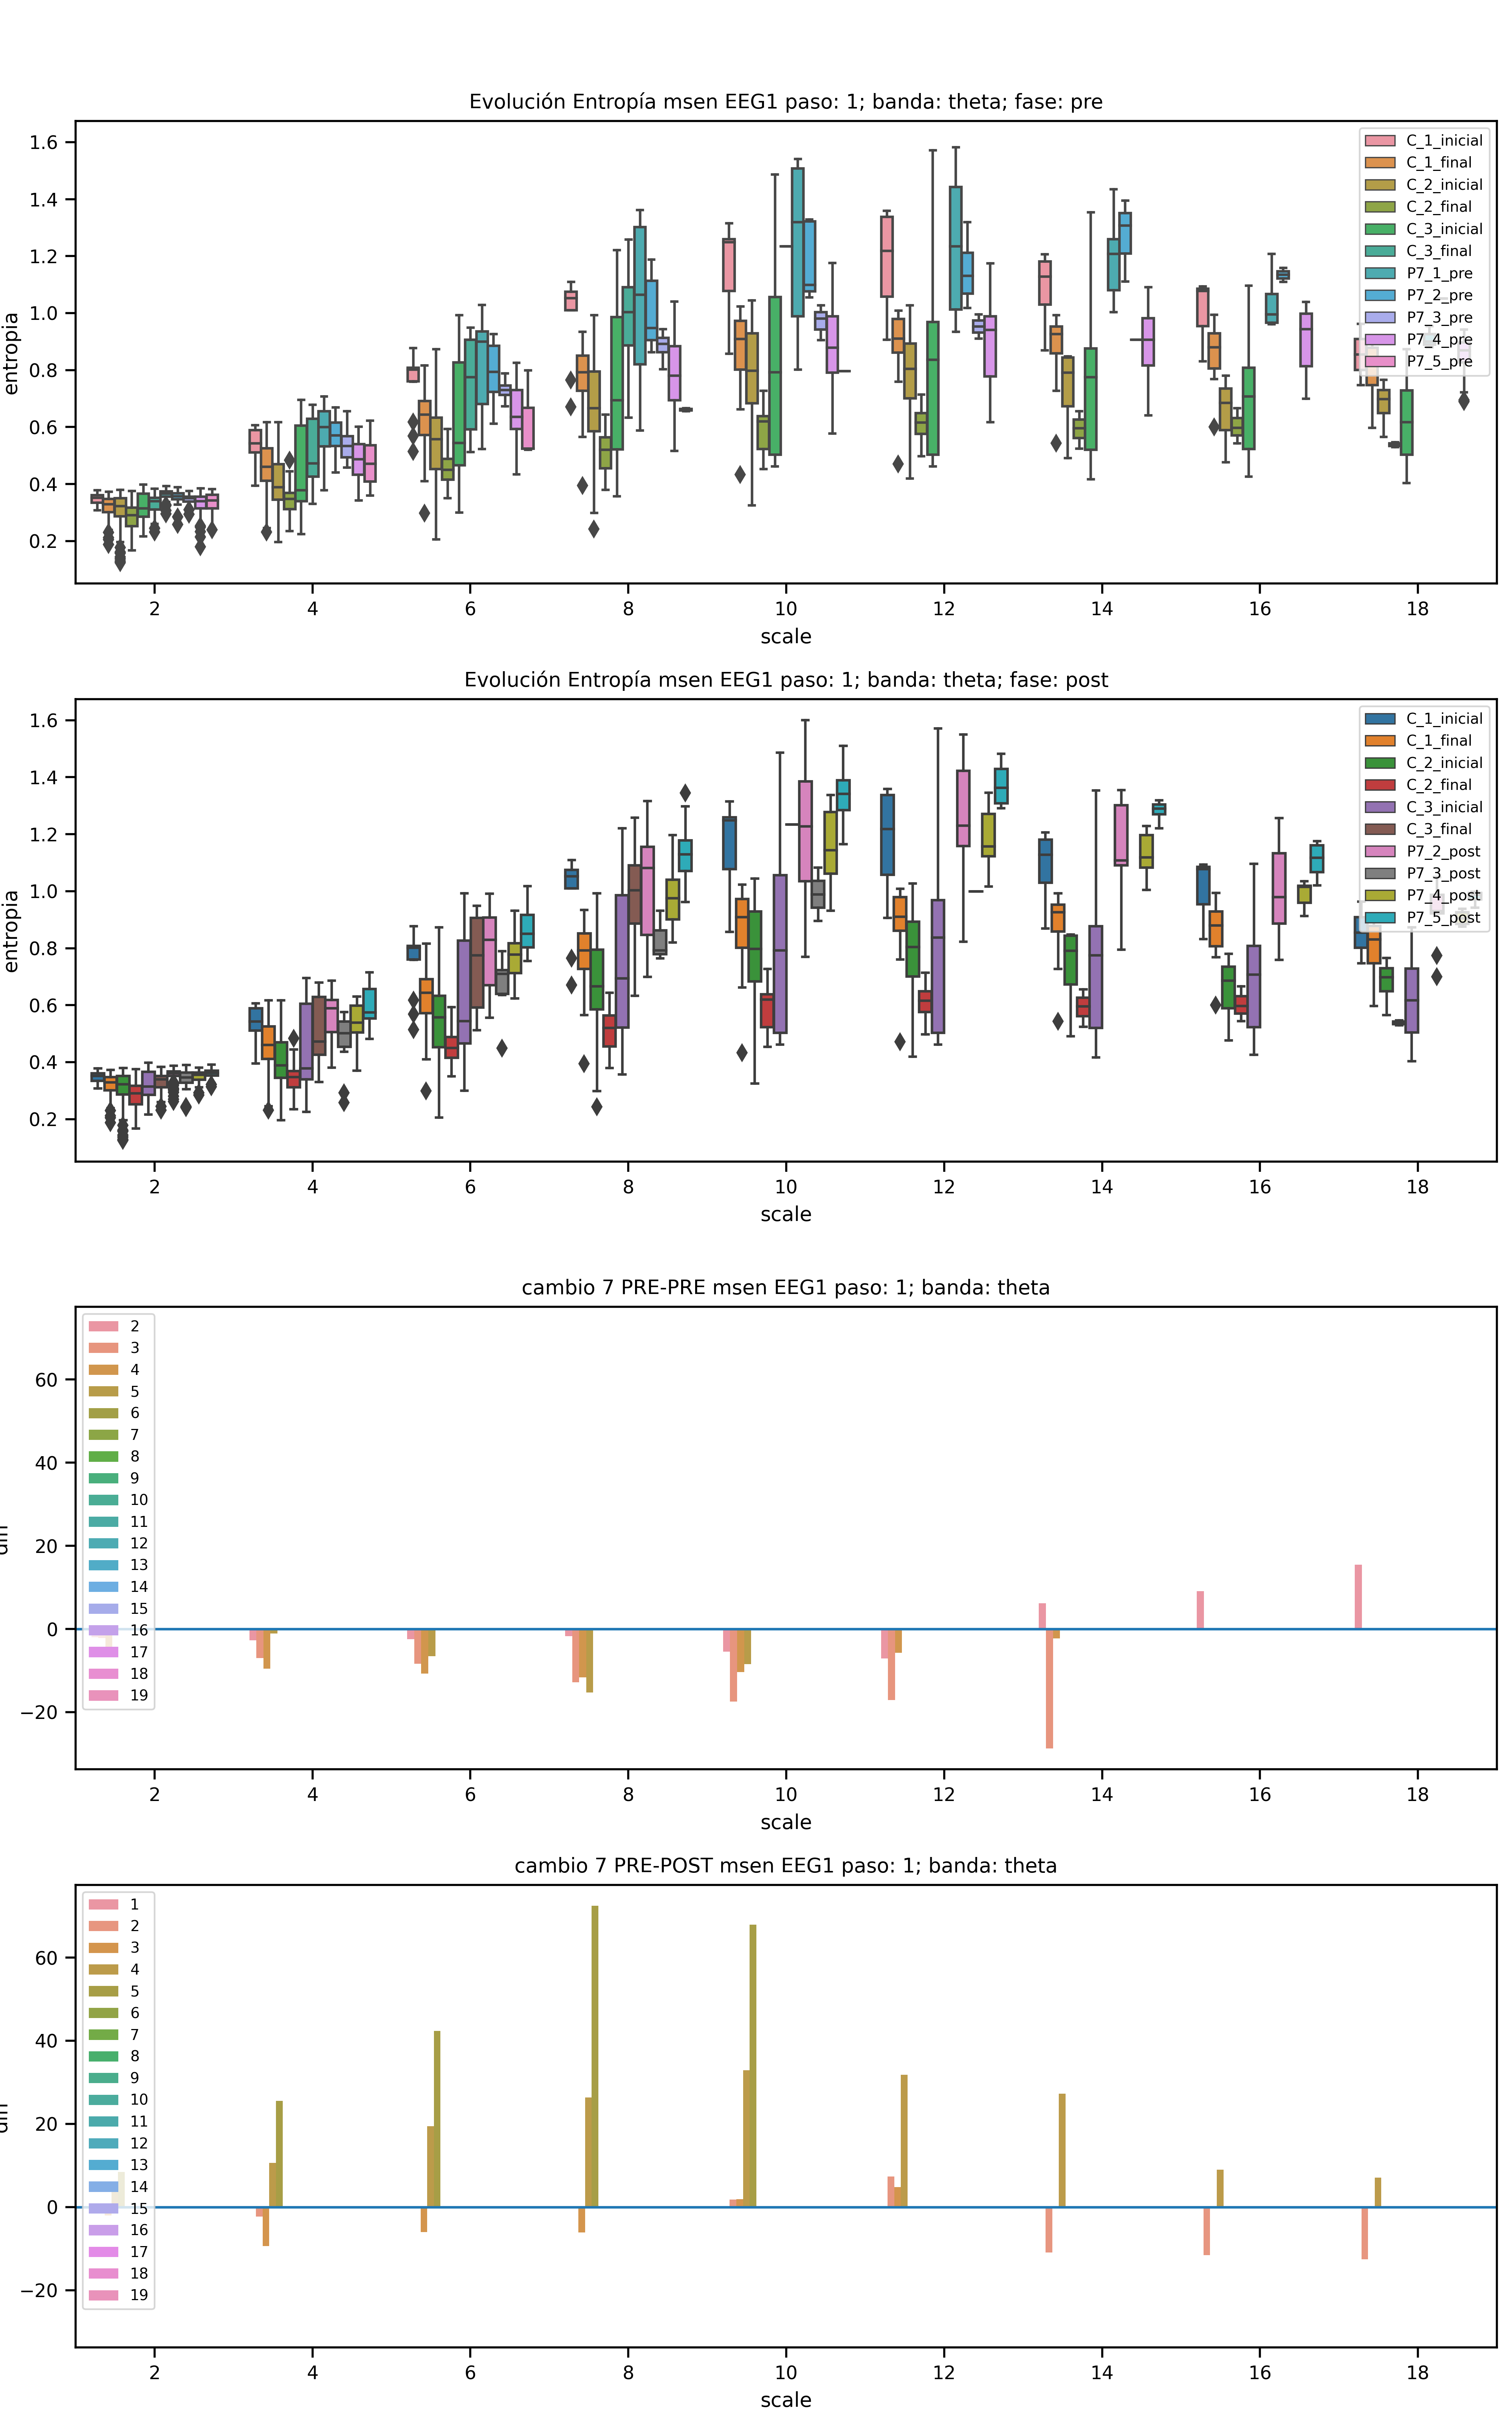 Evolución Entropía msen EEG1 paso: 1; banda: theta; fase: pre
entropia
1.6
1.4
1.2
1.0
0.8
0.6
0.4
0.2
C_1_inicial
C_1_final
C_2_inicial
C_2_final
C_3_inicial
C_3_final
P7_1_pre
P7_2_pre
P7_3_pre
P7_4_pre
P7_5_pre
2 4 6 8 10 12 14 16 18
scale
Evolución Entropía msen EEG1 paso: 1; banda: theta; fase: post
entropia
1.6
1.4
1.2
1.0
0.8
0.6
0.4
0.2
C_1_inicial
C_1_final
C_2_inicial
C_2_final
C_3_inicial
C_3_final
P7_2_post
P7_3_post
P7_4_post
P7_5_post
2 4 6 8 10 12 14 16 18
scale
cambio 7 PRE-PRE msen EEG1 paso: 1; banda: theta
60
40
20
0
−20
2
3
4
5
6
7
8
9
10
11
12
13
14
15
16
17
18
19
2 4 6 8 10 12 14 16 18
scale
cambio 7 PRE-POST msen EEG1 paso: 1; banda: theta
60
40
20
0
−20
1
2
3
4
5
6
7
8
9
10
11
12
13
14
15
16
17
18
19
2 4 6 8 10 12 14 16 18
scale